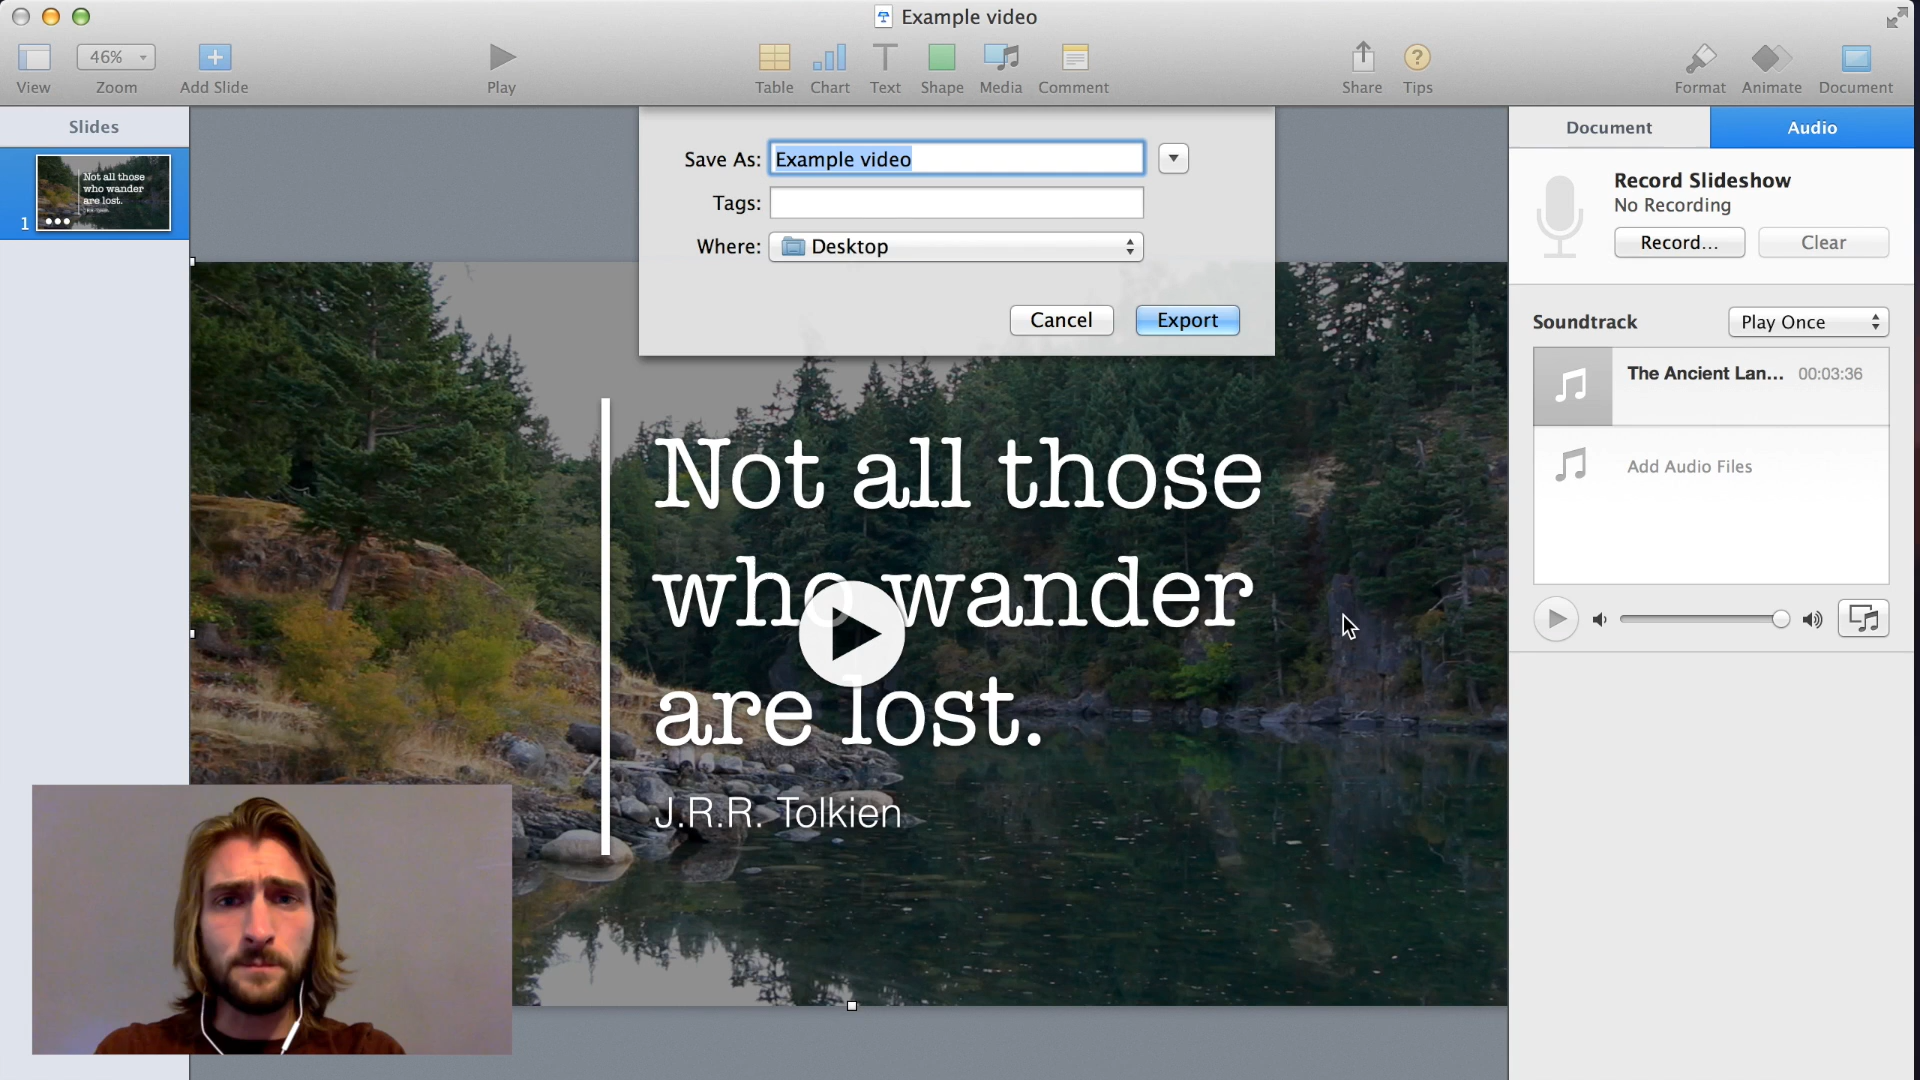 Example video
46%
View
Zoom
Add Slide
Play
Table
Chart
Text
Shape
Media
Comment
Share
Tips
Format
Animate
Document
Slides
Not all those
who wander
are lost.
1
Save As: Example video
Tags:
Where: Desktop
Cancel
Export
Not all those
who wander
are lost.
J.R.R. Tolkien
Document
Audio
Record Slideshow
No Recording
Record...
Clear
Soundtrack
Play Once
The Ancient Lan... 00:03:36
Add Audio Files